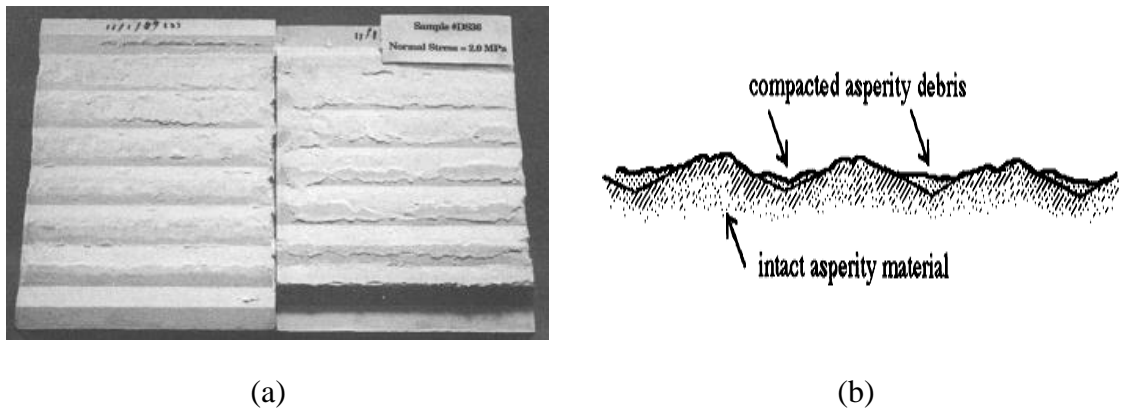 Sample #DS36
Normal Stress = 2.0 MPa
compacted asperity debris
intact asperity material
(a)
(b)